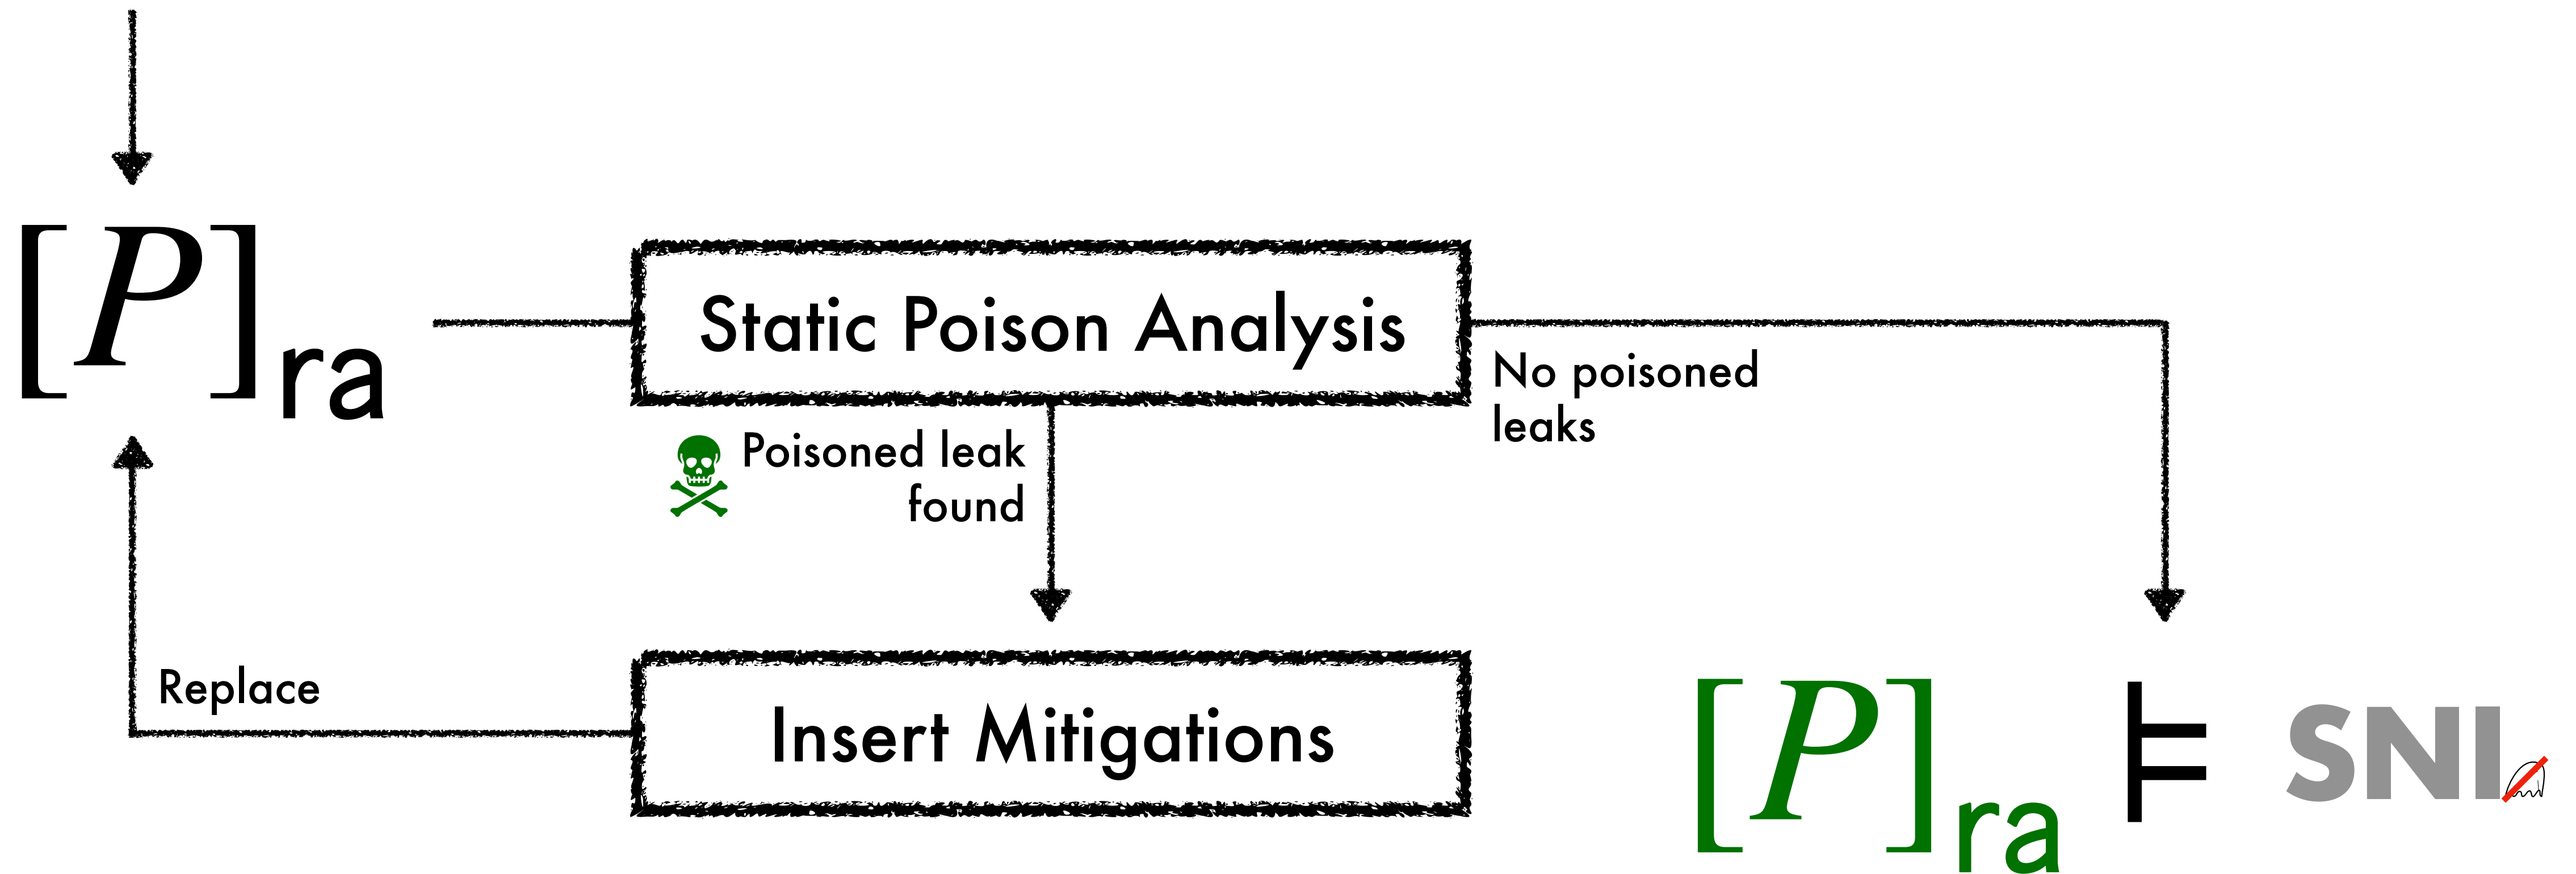 [P]ra
Static Poison Analysis
No poisoned
leaks
Poisoned leak
found
Replace
Insert Mitigations
[P]ra ⊨ SNI